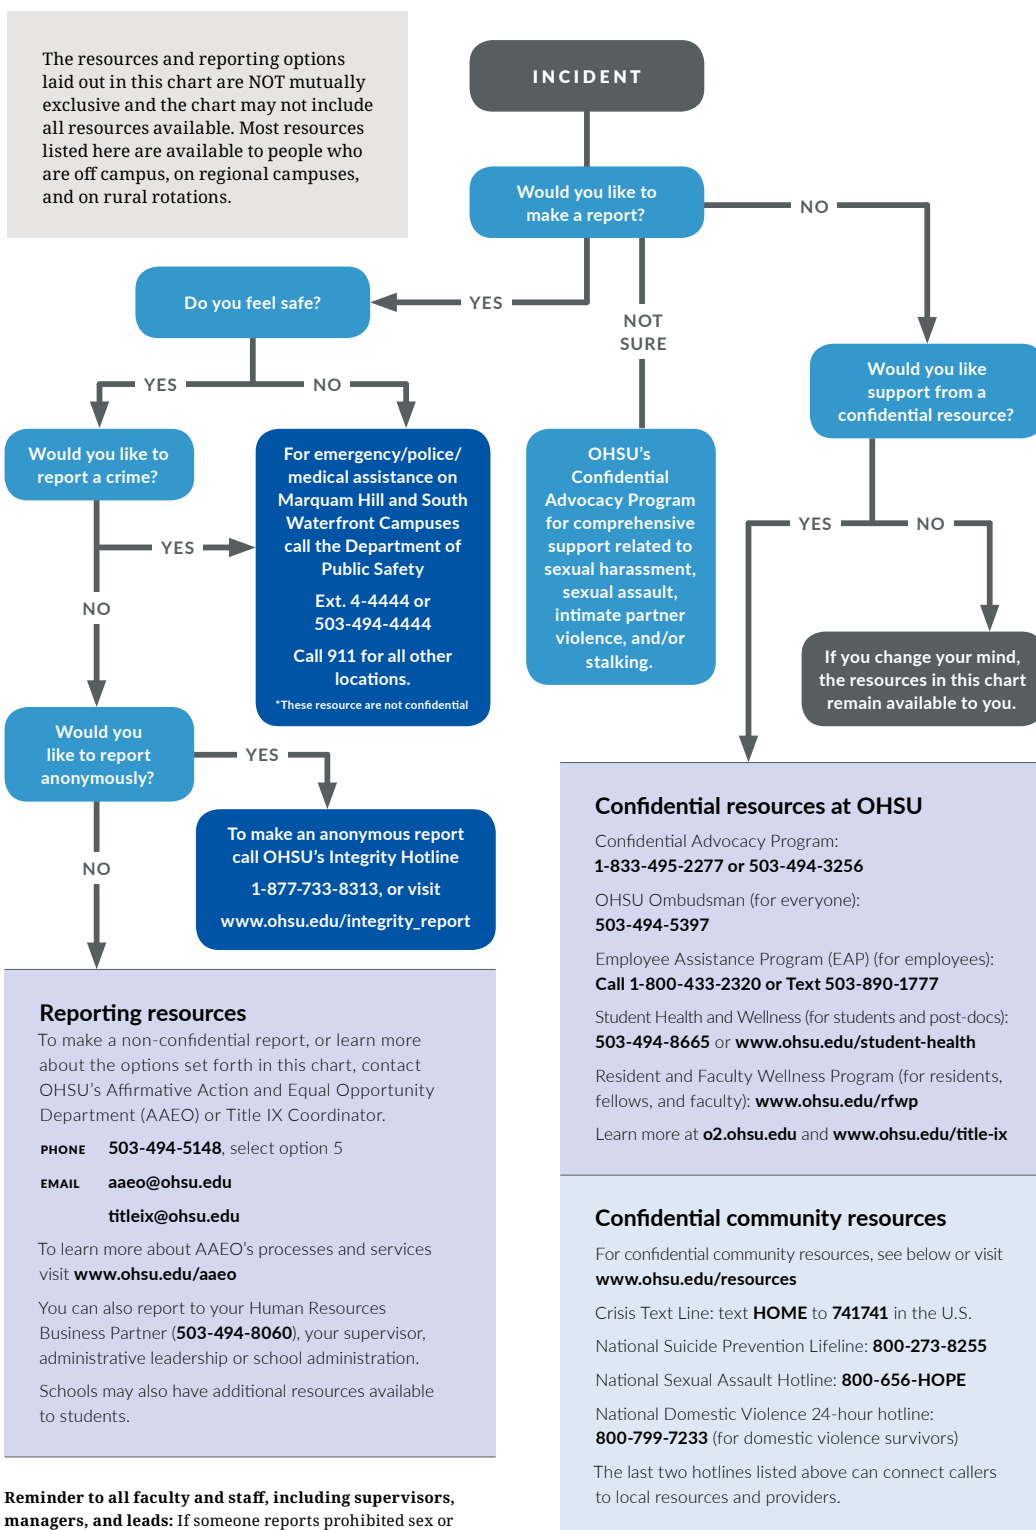 The resources and reporting options
laid out in this chart are NOT mutually
exclusive and the chart may not include
all resources available. Most resources
listed here are available to people who
are off campus, on regional campuses,
and on rural rotations.
INCIDENT
Would you like to
make a report?
NO
YES
NOT
SURE
Do you feel safe?
YES
NO
Would you like
support from a
confidential resource?
Would you like to
report a crime?
For emergency/police/
medical assistance on
Marquam Hill and South
Waterfront Campuses
call the Department of
Public Safety
Ext. 4-4444 or
503-494-4444
Call 911 for all other
locations.
*These resource are not confidential
OHSU's
Confidential
Advocacy Program
for comprehensive
support related to
sexual harassment,
sexual assault,
intimate partner
violence, and/or
stalking.
YES
NO
YES
NO
If you change your mind,
the resources in this chart
remain available to you.
Would you
like to report
anonymously?
YES
NO
To make an anonymous report
call OHSU's Integrity Hotline
1-877-733-8313, or visit
www.ohsu.edu/integrity_report
Reporting resources
To make a non-confidential report, or learn more
about the options set forth in this chart, contact
OHSU's Affirmative Action and Equal Opportunity
Department (AAEO) or Title IX Coordinator.
PHONE 503-494-5148, select option 5
EMAIL aaeo@ohsu.edu
titleix@ohsu.edu
To learn more about AAEO's processes and services
visit www.ohsu.edu/aaeo
You can also report to your Human Resources
Business Partner (503-494-8060), your supervisor,
administrative leadership or school administration.
Schools may also have additional resources available
to students.
Reminder to all faculty and staff, including supervisors,
managers, and leads: If someone reports prohibited sex or
Confidential resources at OHSU
Confidential Advocacy Program:
1-833-495-2277 or 503-494-3256
OHSU Ombudsman (for everyone):
503-494-5397
Employee Assistance Program (EAP) (for employees):
Call 1-800-433-2320 or Text 503-890-1777
Student Health and Wellness (for students and post-docs):
503-494-8665 or www.ohsu.edu/student-health
Resident and Faculty Wellness Program (for residents,
fellows, and faculty): www.ohsu.edu/rfwp
Learn more at o2.ohsu.edu and www.ohsu.edu/title-ix
Confidential community resources
For confidential community resources, see below or visit
www.ohsu.edu/resources
Crisis Text Line: text HOME to 741741 in the U.S.
National Suicide Prevention Lifeline: 800-273-8255
National Sexual Assault Hotline: 800-656-HOPE
National Domestic Violence 24-hour hotline:
800-799-7233 (for domestic violence survivors)
The last two hotlines listed above can connect callers
to local resources and providers.